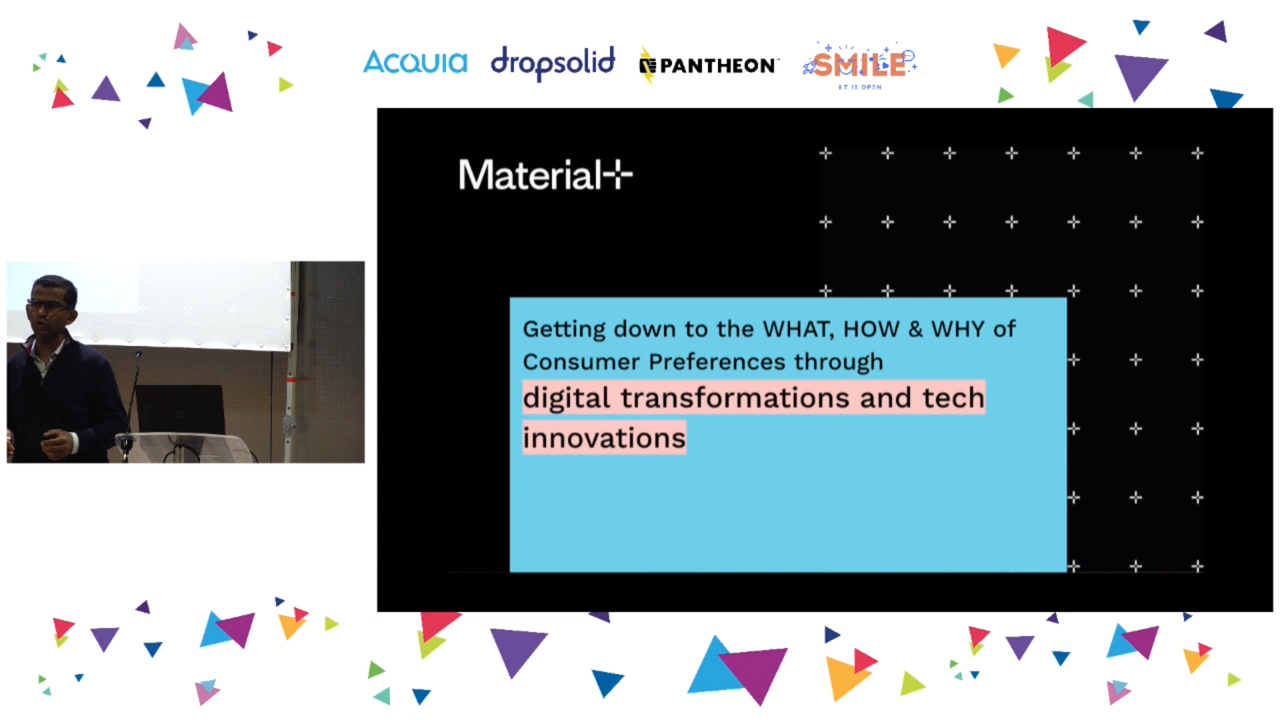 ACQUIA dropsolid PANTHEON SMILE
IT IS OPEN
Material+
Getting down to the WHAT, HOW & WHY of
Consumer Preferences through
digital transformations and tech
innovations